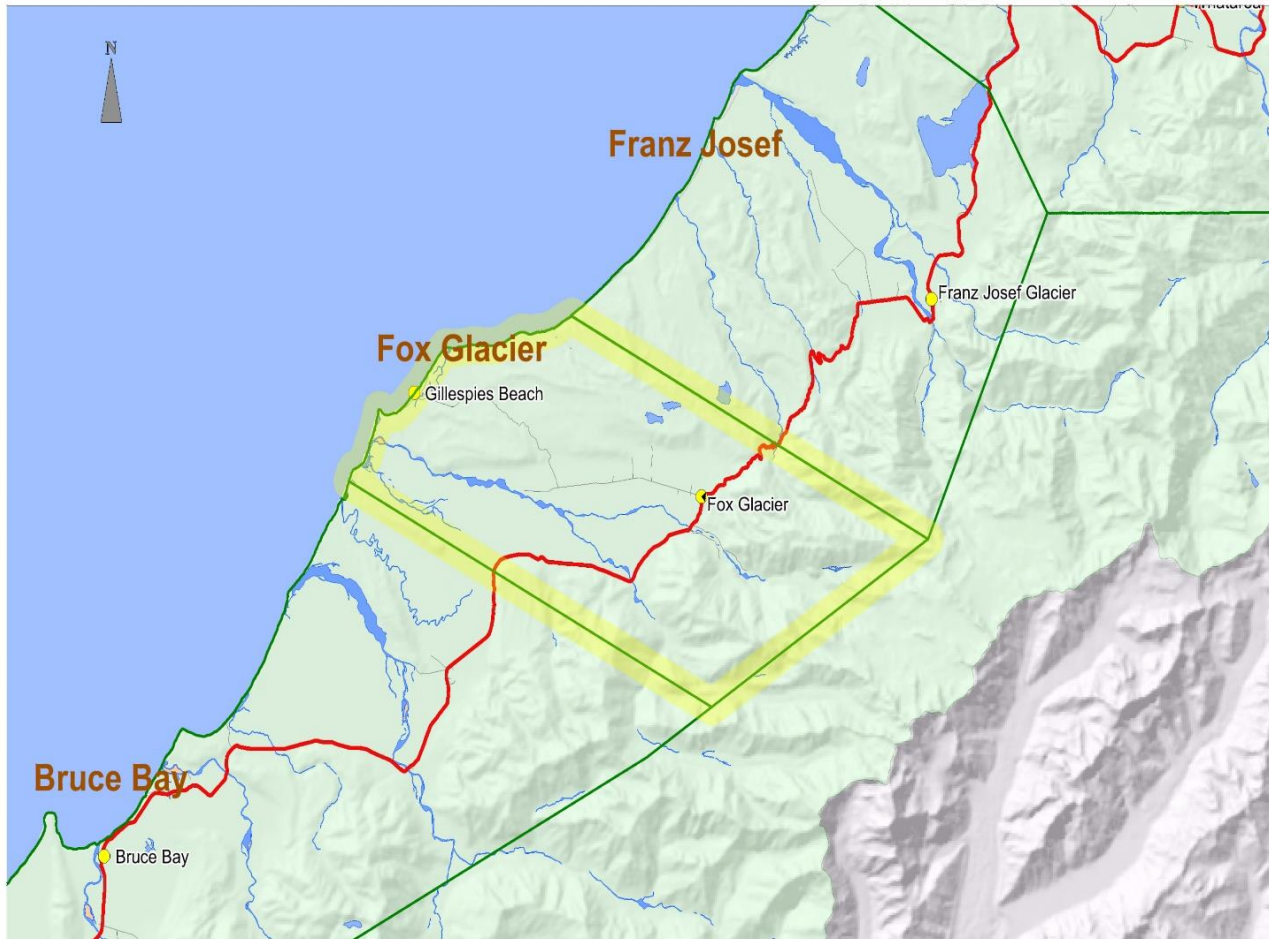 N
Franz Josef
Franz Josef Glacier
Fox Glacier
Gillespies Beach
Fox Glacier
Bruce Bay
Bruce Bay